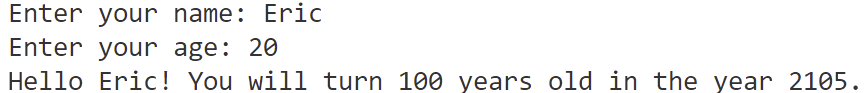 Enter your name: Eric
Enter your age: 20
Hello Eric! You will turn 100 years old in the year 2105.